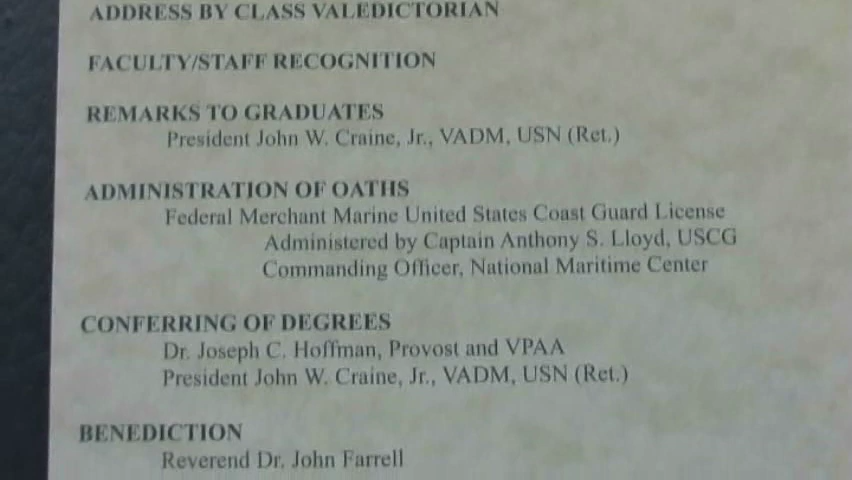 ADDRESS BY CLASS VALEDICTORIAN
FACULTY/STAFF RECOGNITION
REMARKS TO GRADUATES
President John W. Craine, Jr., VADM, USN (Ret.)
ADMINISTRATION OF OATHS
Federal Merchant Marine United States Coast Guard License
Administered by Captain Anthony S. Lloyd, USCG
Commanding Officer, National Maritime Center
CONFERRING OF DEGREES
Dr. Joseph C. Hoffman, Provost and VPAA
President John W. Craine, Jr., VADM, USN (Ret.)
BENEDICTION
Reverend Dr. John Farrell